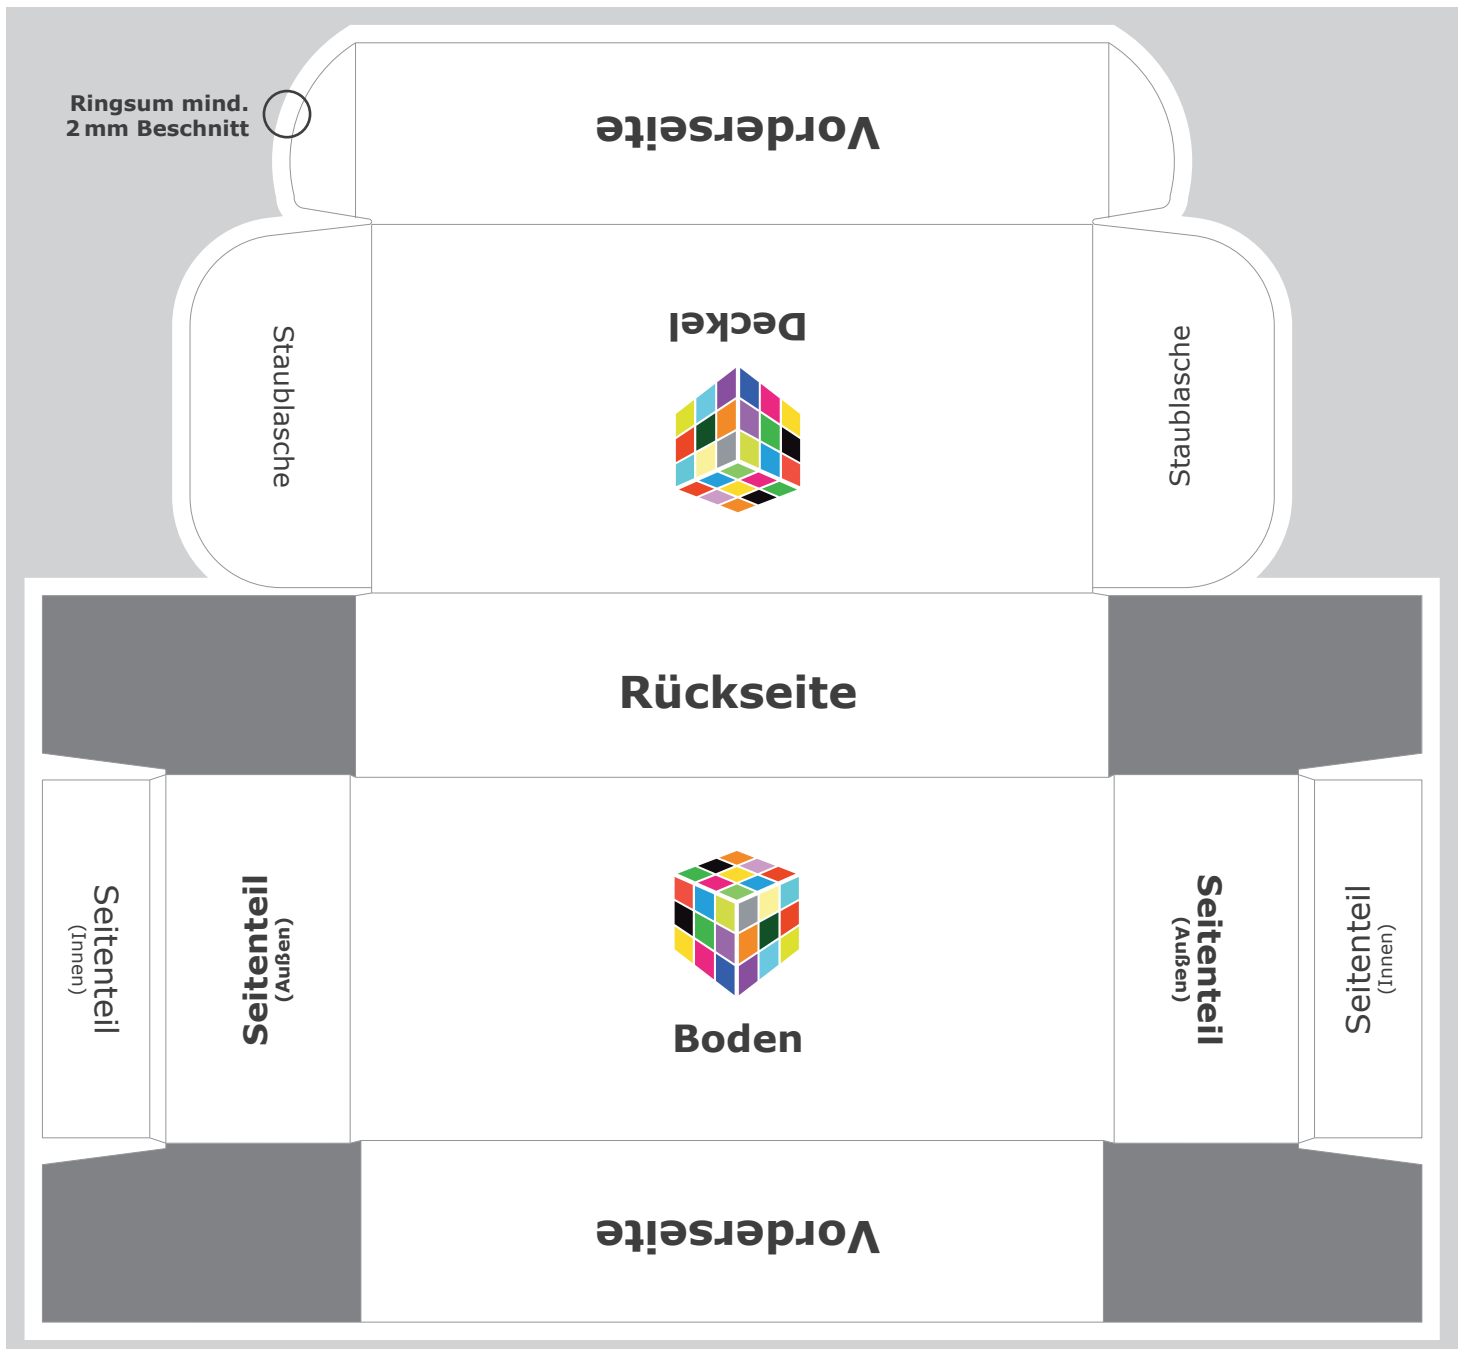 Ringsum mind.
2 mm Beschnitt
Vorderseite
Deckel
Staublasche
Staublasche
Rückseite
Seitenteil
(Innen)
Seitenteil
(Außen)
Seitenteil
(Außen)
Seitenteil
(Innen)
Boden
Vorderseite